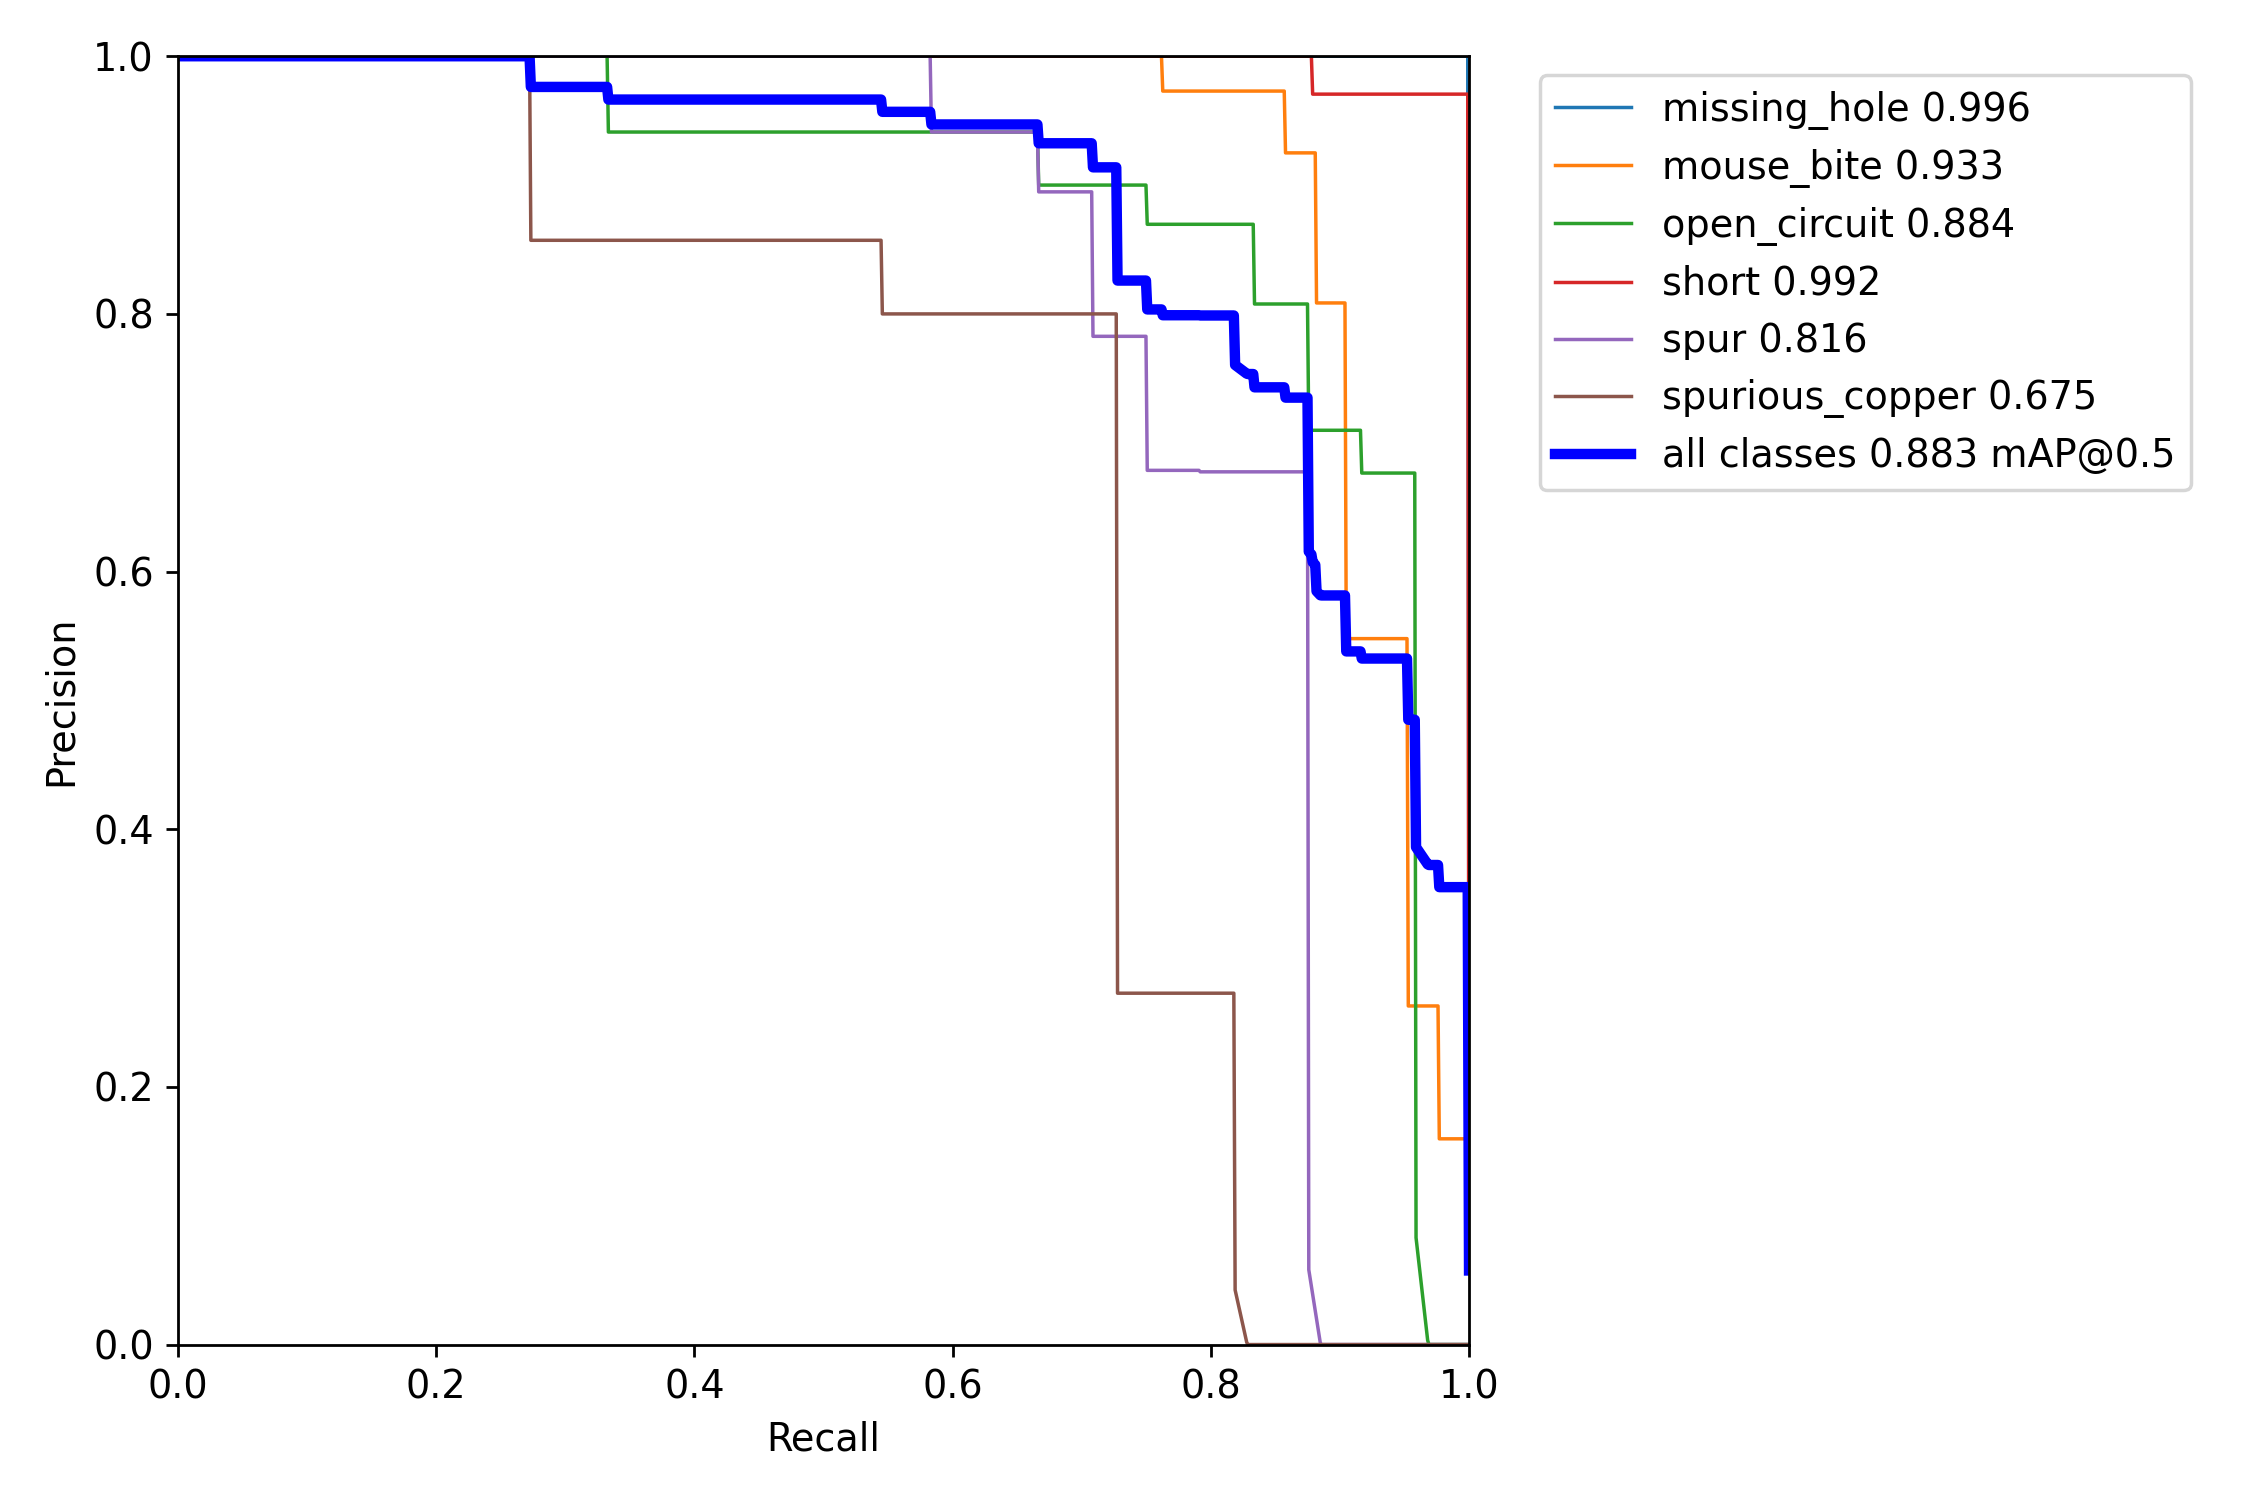 1.0
0.8
0.6
0.4
0.2
0.0
Precision
0.0 0.2 0.4 0.6 0.8 1.0
Recall
missing_hole 0.996
mouse_bite 0.933
open_circuit 0.884
short 0.992
spur 0.816
spurious_copper 0.675
all classes 0.883 mAP@0.5